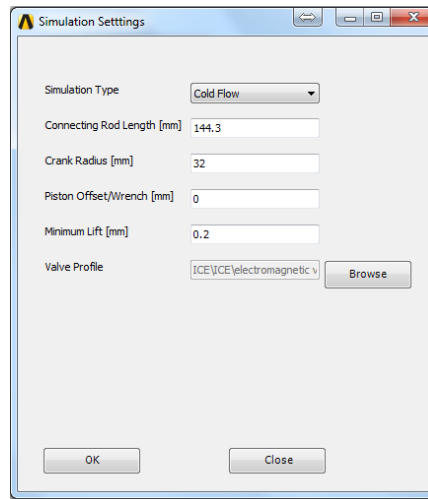 Simulation Setttings
Simulation Type Cold Flow
Connecting Rod Length [mm] 144.3
Crank Radius [mm] 32
Piston Offset/Wrench [mm] 0
Minimum Lift [mm] 0.2
Valve Profile ICE\ICE\electromagnetic v Browse
OK Close